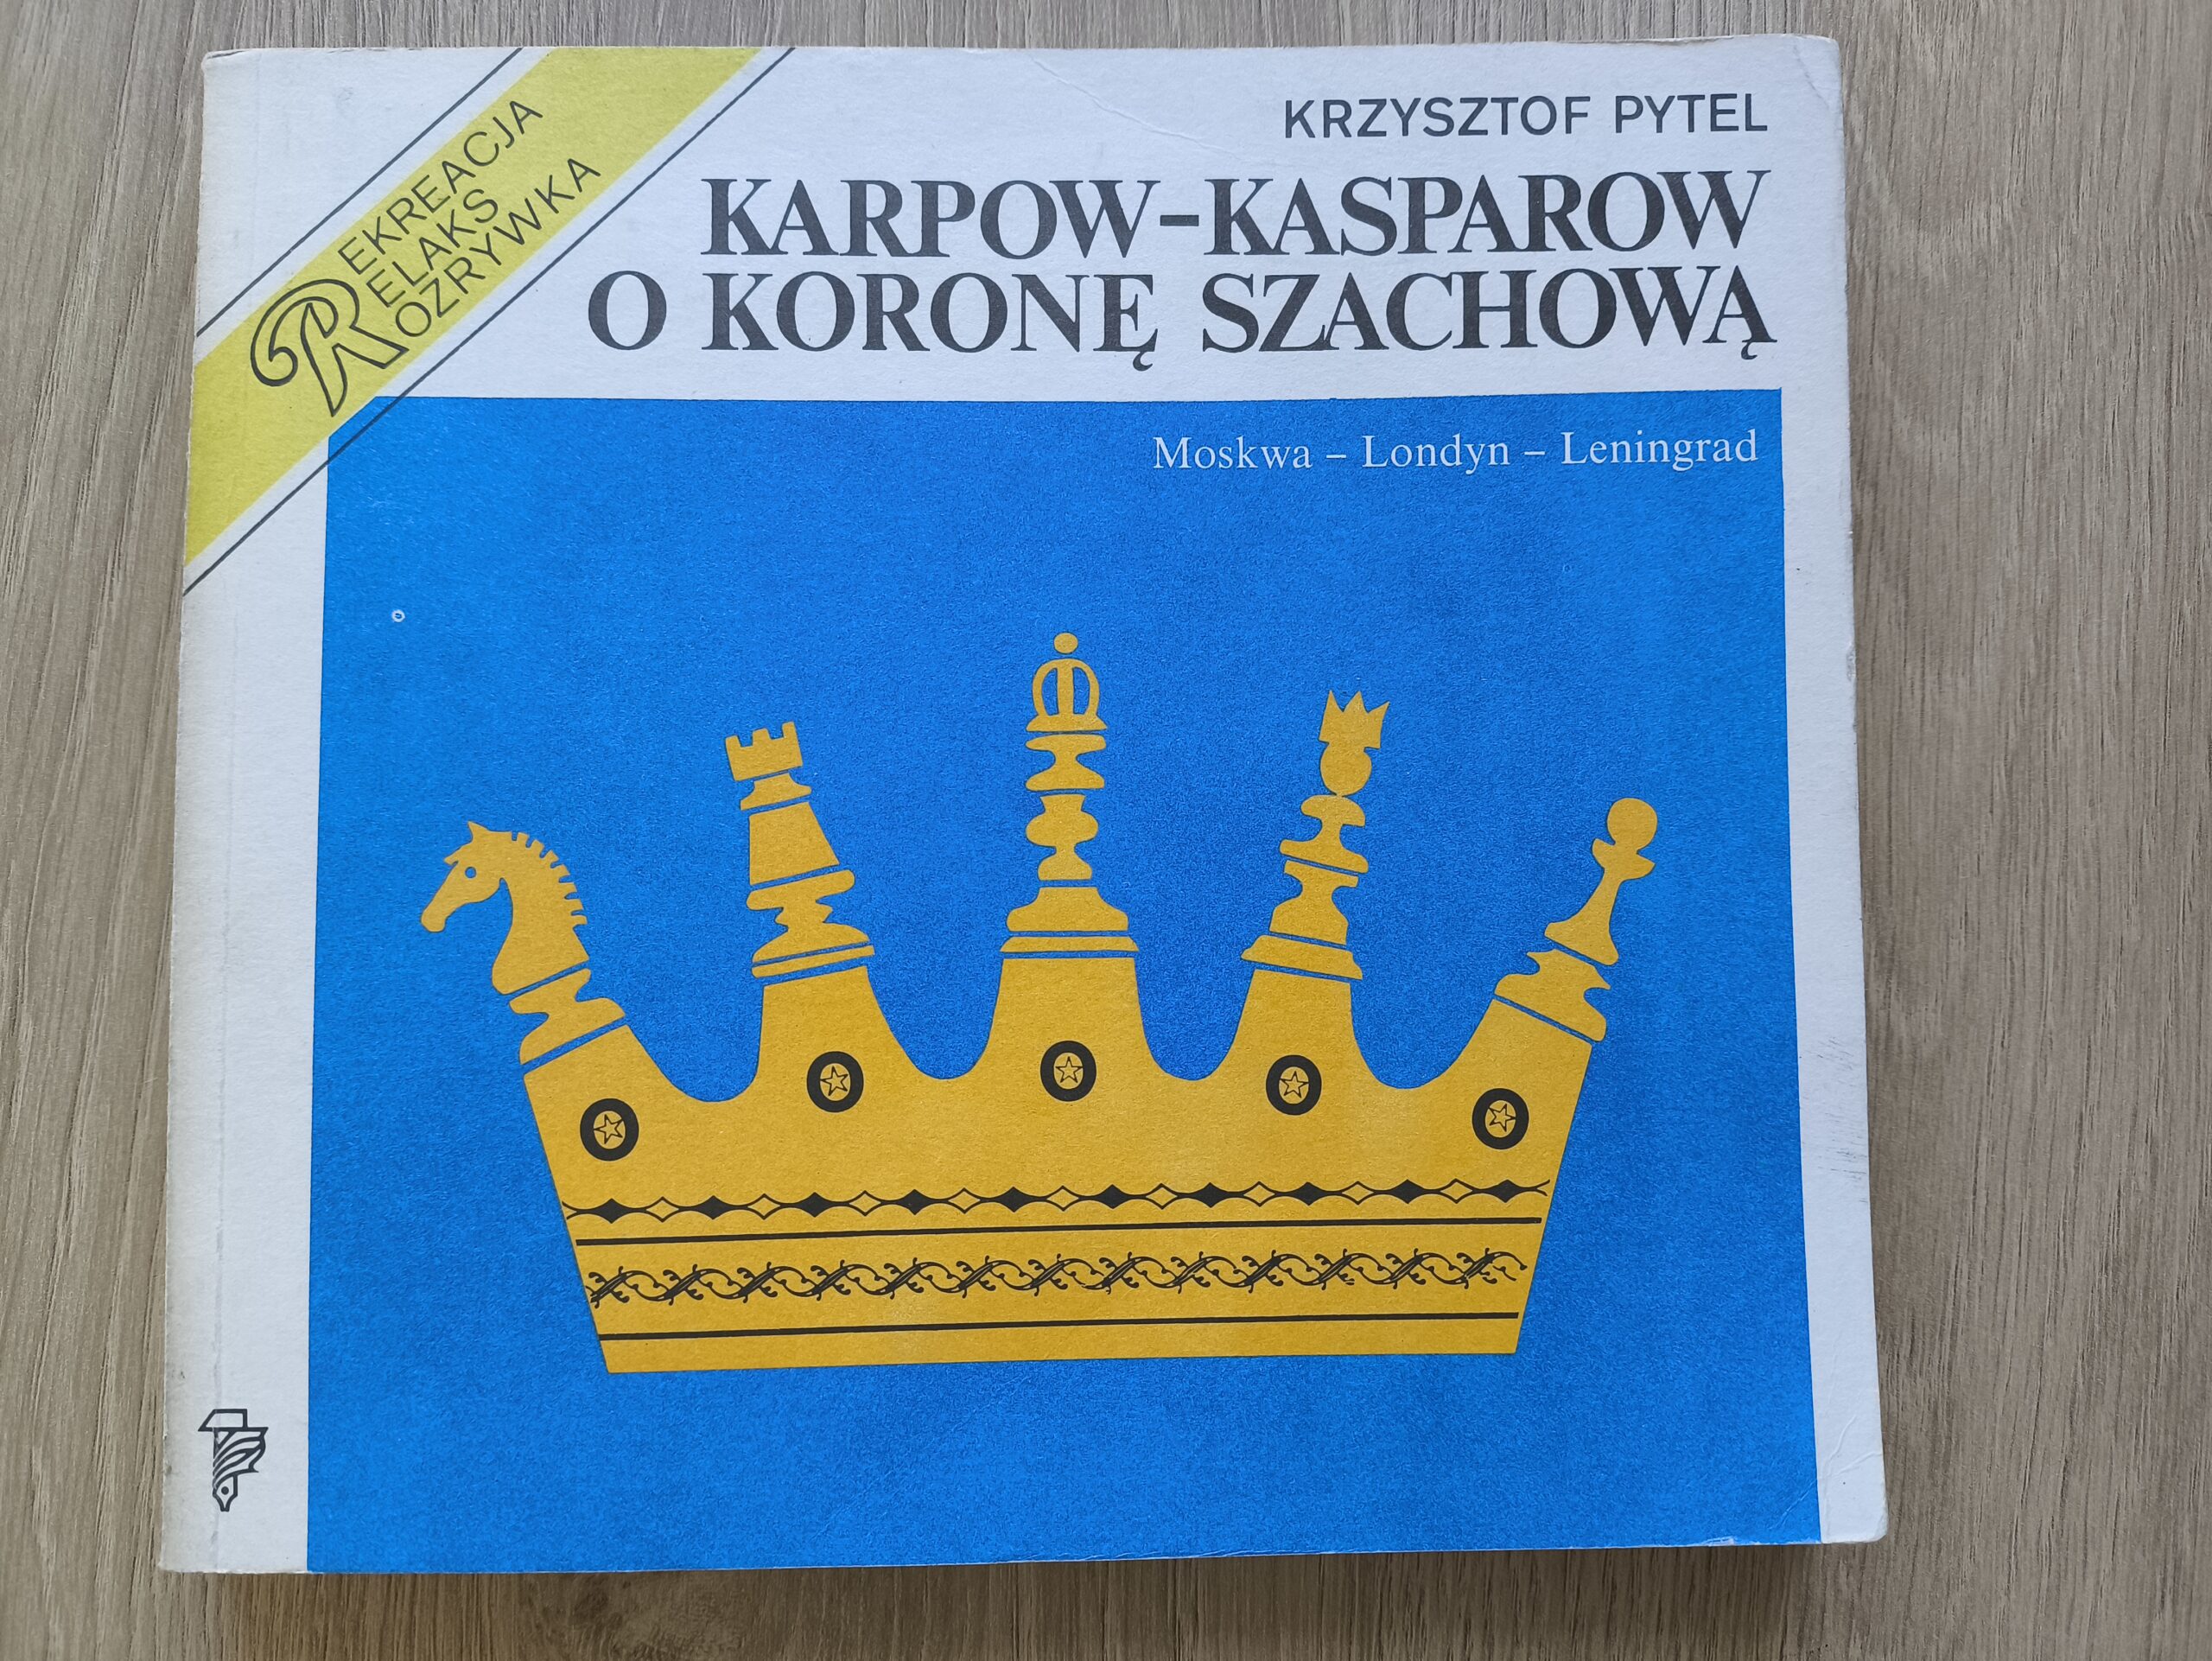 REKREACJA
RELAKS
ROZRYWKA
KRZYSZTOF PYTEL
KARPOW-KASPAROW
O KORONĘ SZACHOWĄ
Moskwa – Londyn – Leningrad